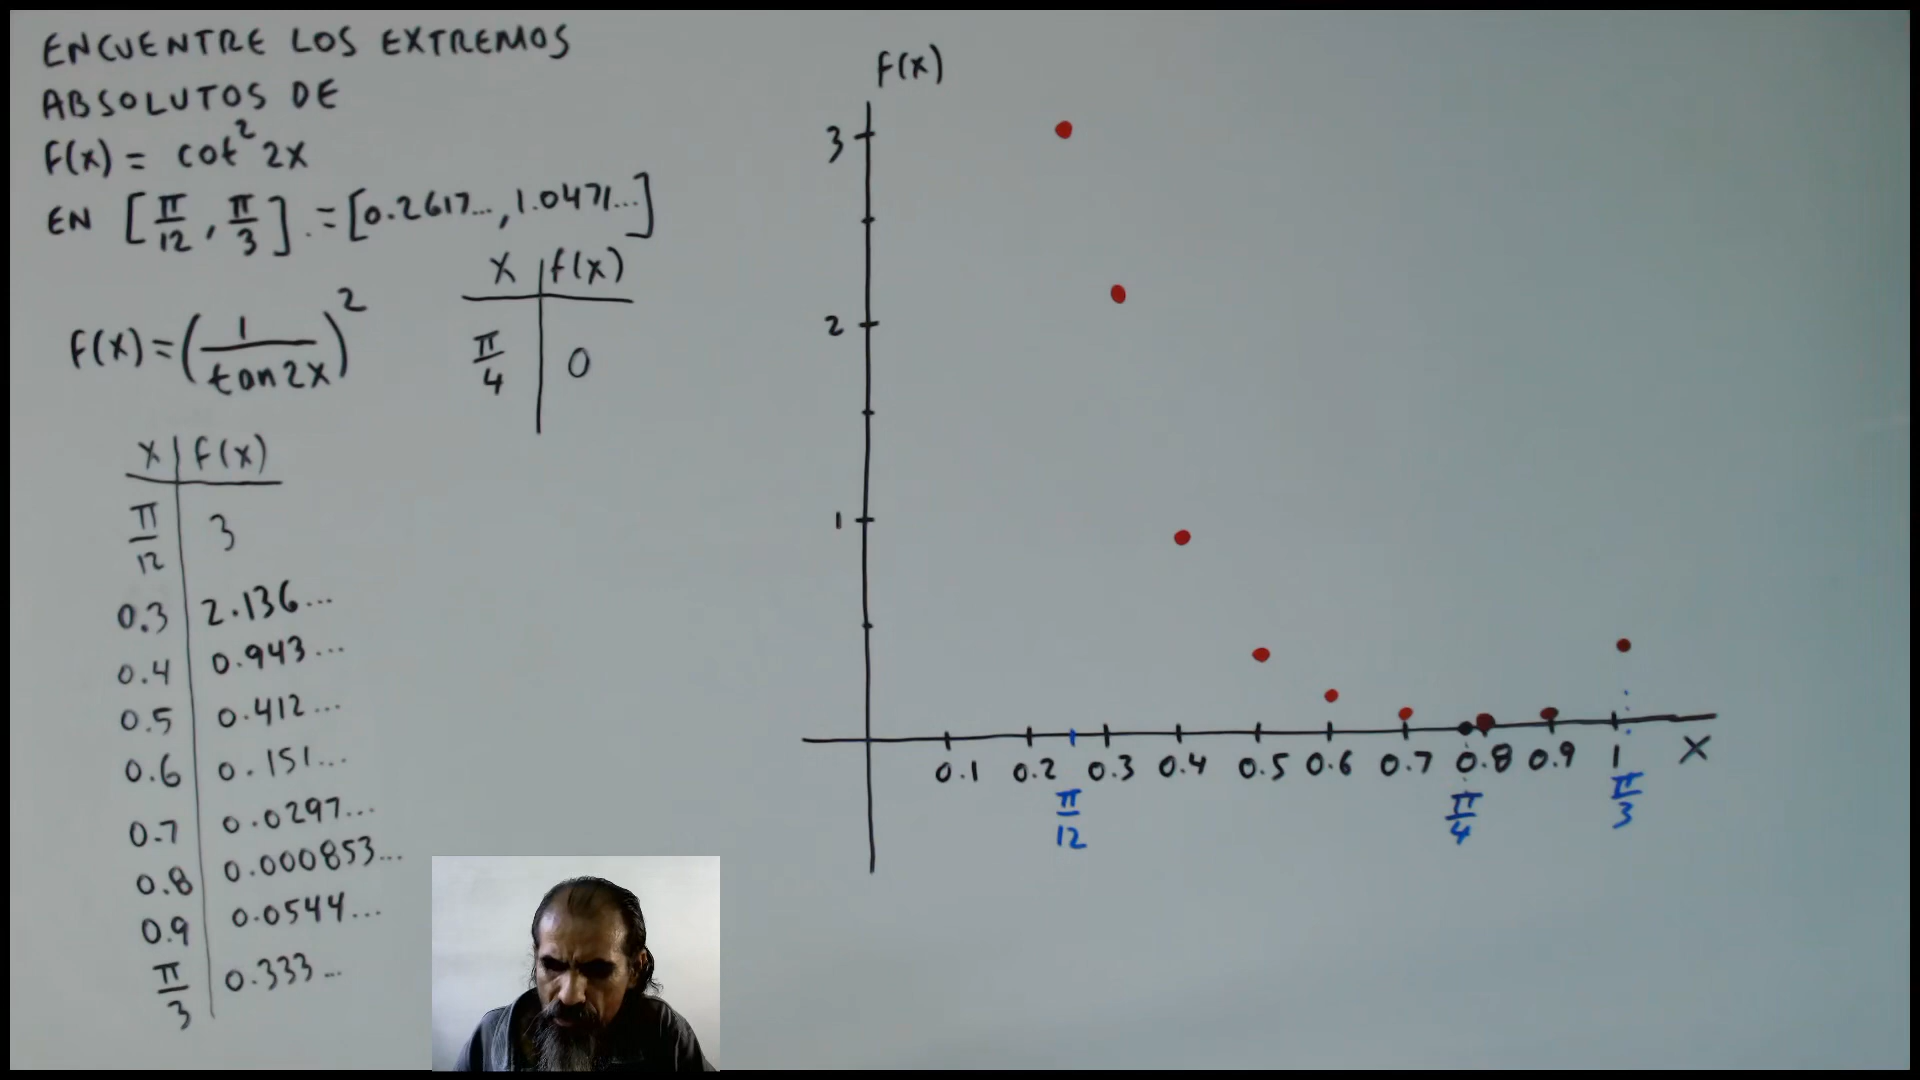 ENCUENTRE LOS EXTREMOS
ABSOLUTOS DE
f(x) = cot² 2x
EN [π/12, π/3] = [0.2617..., 1.0471...]
f(x) = (1/tan 2x)²
x | f(x)
π/4 | 0
x | f(x)
π/12 | 3
0.3 | 2.136...
0.4 | 0.943...
0.5 | 0.412...
0.6 | 0.151...
0.7 | 0.0297...
0.8 | 0.000853...
0.9 | 0.0544...
π/3 | 0.333...
f(x)
3
2
1
0.1 0.2 0.3 0.4 0.5 0.6 0.7 0.8 0.9 1 X
π/12 π/4 π/3